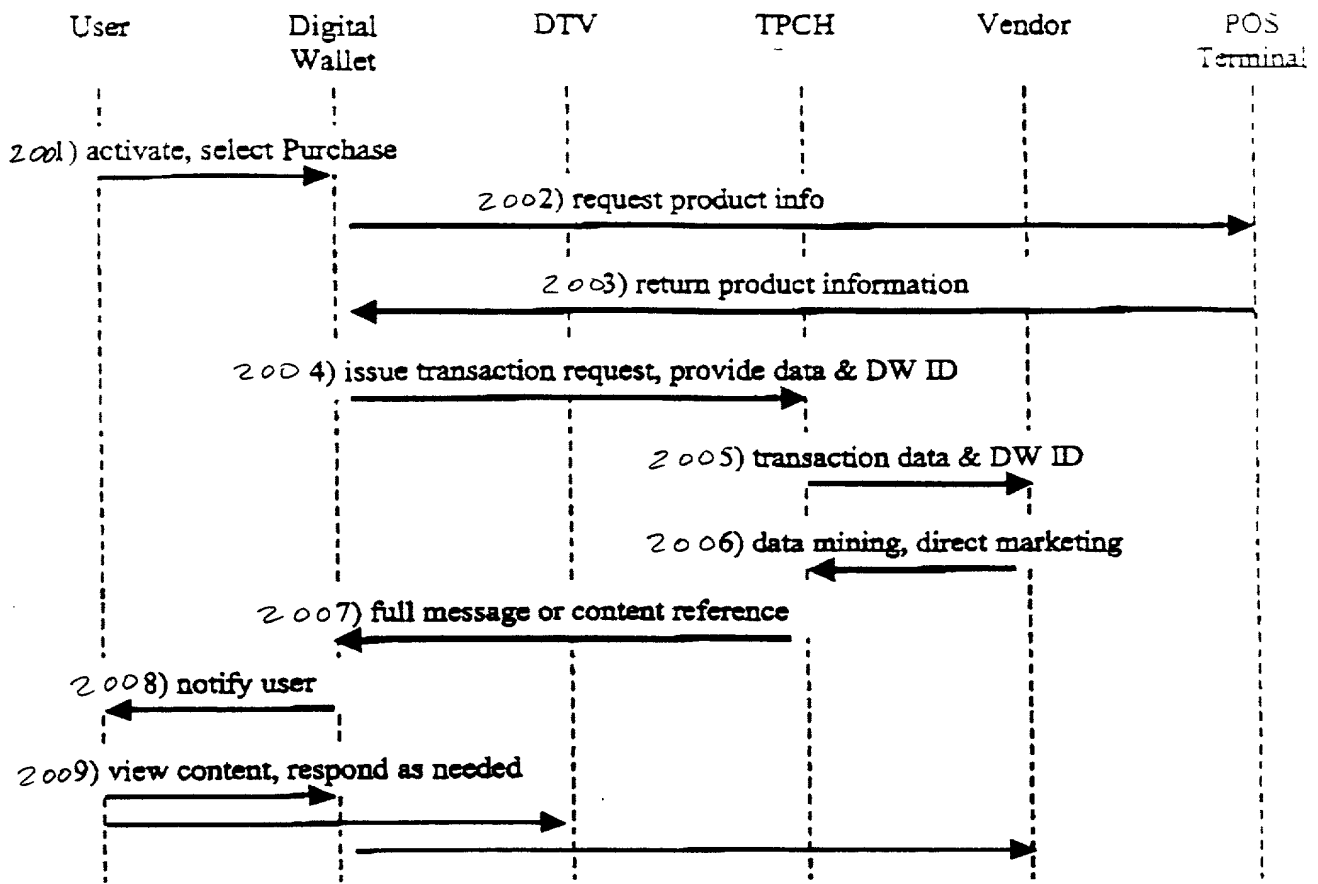 User Digital Wallet DTV TPCH Vendor POS Terminal
2001) activate, select Purchase
2002) request product info
2003) return product information
2004) issue transaction request, provide data & DW ID
2005) transaction data & DW ID
2006) data mining, direct marketing
2007) full message or content reference
2008) notify user
2009) view content, respond as needed